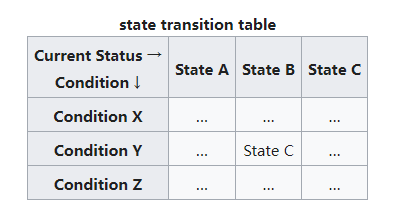 state transition table
Current Status → State A State B State C
Condition ↓
Condition X ... ... ...
Condition Y ... State C ...
Condition Z ... ... ...